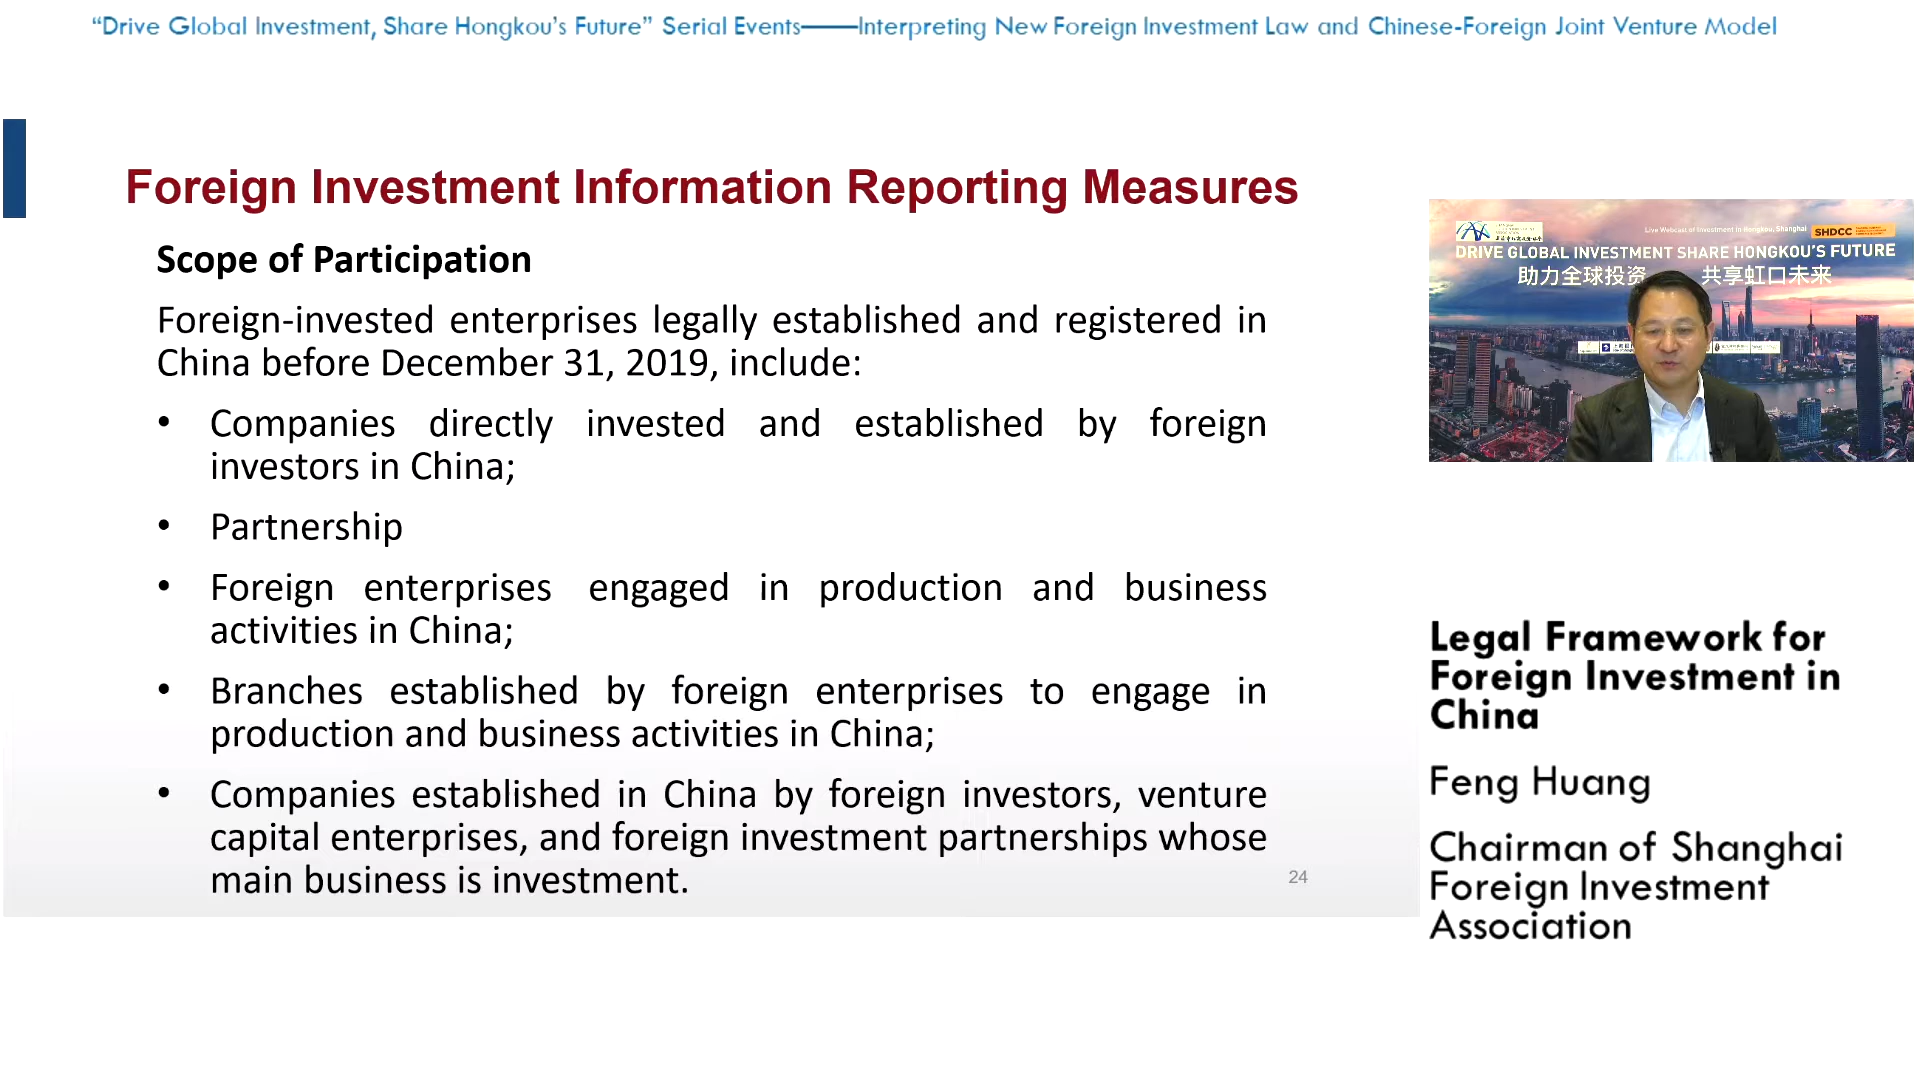 “Drive Global Investment, Share Hongkou’s Future” Serial Events——Interpreting New Foreign Investment Law and Chinese-Foreign Joint Venture Model
Foreign Investment Information Reporting Measures
Scope of Participation
Foreign-invested enterprises legally established and registered in
China before December 31, 2019, include:
• Companies directly invested and established by foreign
investors in China;
• Partnership
• Foreign enterprises engaged in production and business
activities in China;
• Branches established by foreign enterprises to engage in
production and business activities in China;
• Companies established in China by foreign investors, venture
capital enterprises, and foreign investment partnerships whose
main business is investment.
24
Live Webcast of Investment in Hongkou, Shanghai
SHDCC
DRIVE GLOBAL INVESTMENT SHARE HONGKOU’S FUTURE
助力全球投资 共享虹口未来
Legal Framework for
Foreign Investment in
China
Feng Huang
Chairman of Shanghai
Foreign Investment
Association